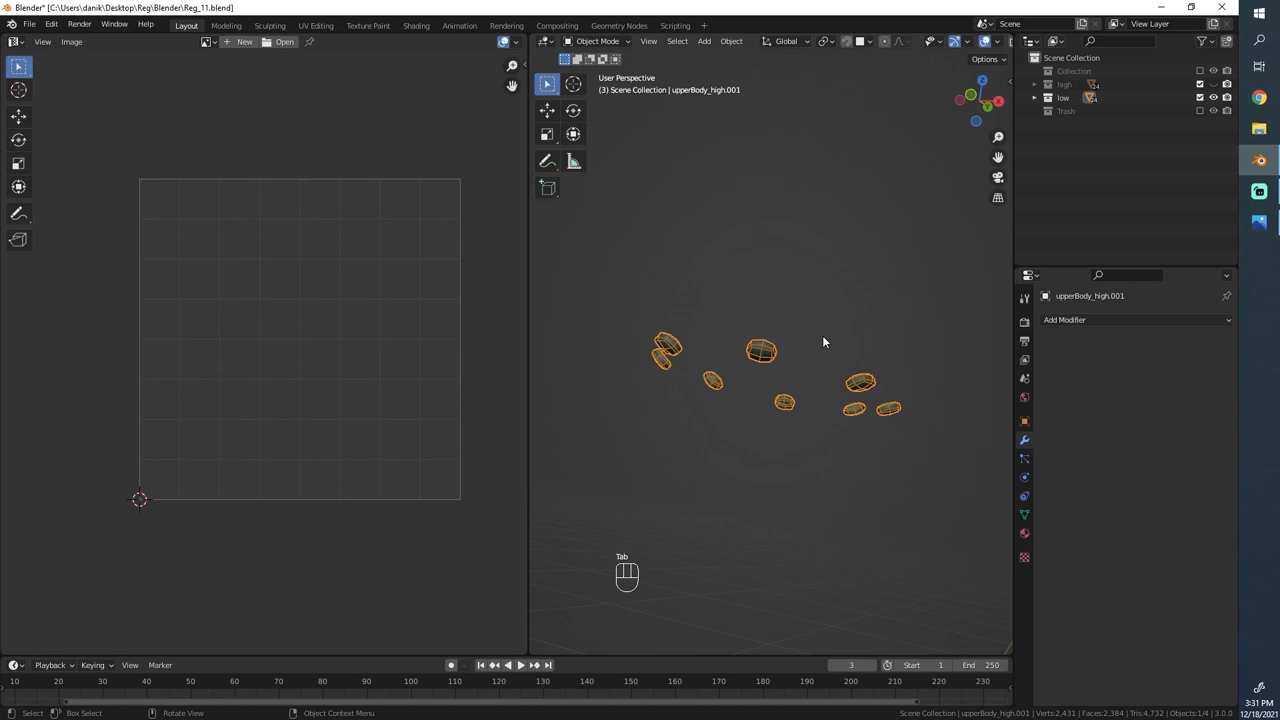 Blender* [C:\Users\danik\Desktop\Reg\Blender\Reg_11.blend]
File Edit Render Window Help Layout Modeling Sculpting UV Editing Texture Paint Shading Animation Rendering Compositing Geometry Nodes Scripting + Scene View Layer
View Image New Open Object Mode View Select Add Object Global
Options
User Perspective
(3) Scene Collection | upperBody_high.001
Scene Collection
Collection
high 24
low 24
Trash
X
Y
Z
upperBody_high.001
Add Modifier
Tab
Playback Keying View Marker 3 Start 1 End 250
10 20 30 40 50 60 70 80 90 100 110 120 130 140 150 160 170 180 190 200 210 220 230
Select Box Select Rotate View Object Context Menu Scene Collection | upperBody_high.001 | Verts:2,431 | Faces:2,384 | Tris:4,732 | Objects:1/4 | 3.0.0
3:31 PM
12/18/2021